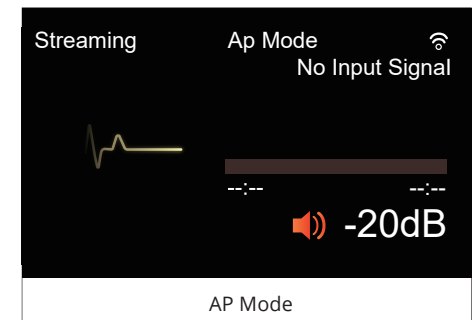 Streaming Ap Mode
No Input Signal
--:-- --:--
-20dB
AP Mode